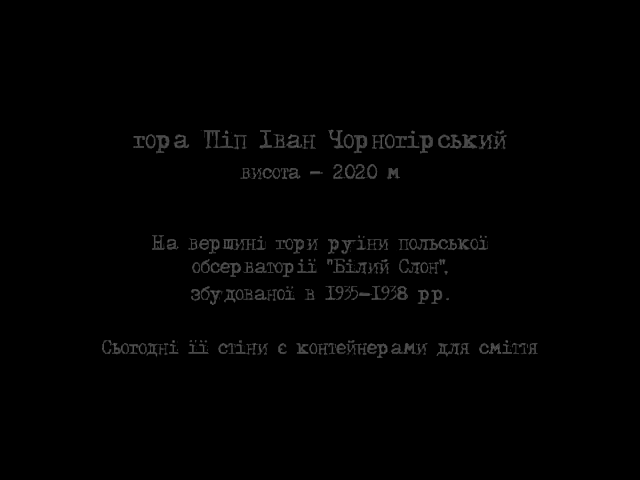 гора Піп Іван Чорногірський
висота - 2020 м
На вершині гори руїни польської
обсерваторії "Білий Слон",
збудованої в 1935-1938 рр.
Сьогодні її стіни є контейнерами для сміття